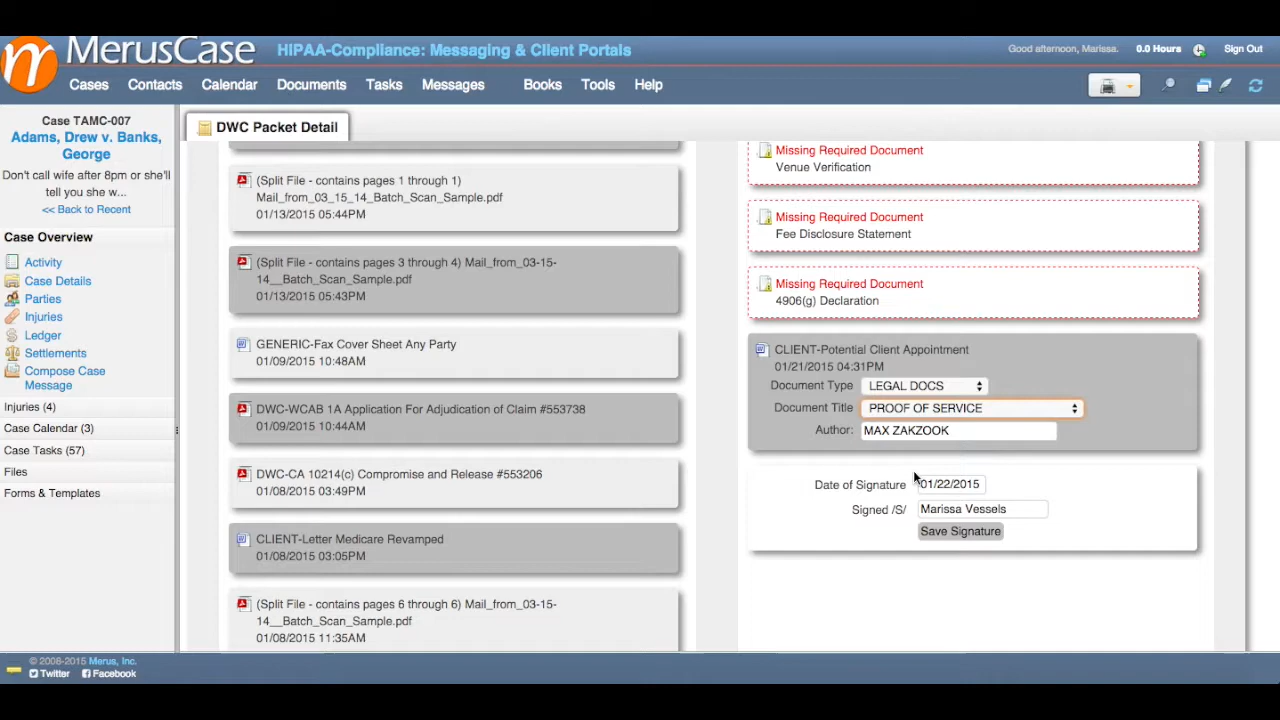 MerusCase
HIPAA-Compliance: Messaging & Client Portals
Good afternoon, Marissa.
0.0 Hours
Sign Out
Cases
Contacts
Calendar
Documents
Tasks
Messages
Books
Tools
Help
Case TAMC-007
Adams, Drew v. Banks,
George
Don't call wife after 8pm or she'll
tell you she w...
<< Back to Recent
Case Overview
Activity
Case Details
Parties
Injuries
Ledger
Settlements
Compose Case
Message
Injuries (4)
Case Calendar (3)
Case Tasks (57)
Files
Forms & Templates
DWC Packet Detail
(Split File - contains pages 1 through 1)
Mail_from_03_15_14_Batch_Scan_Sample.pdf
01/13/2015 05:44PM
(Split File - contains pages 3 through 4) Mail_from_03-15-
14__Batch_Scan_Sample.pdf
01/13/2015 05:43PM
GENERIC-Fax Cover Sheet Any Party
01/09/2015 10:48AM
DWC-WCAB 1A Application For Adjudication of Claim #553738
01/09/2015 10:44AM
DWC-CA 10214(c) Compromise and Release #553206
01/08/2015 03:49PM
CLIENT-Letter Medicare Revamped
01/08/2015 03:05PM
(Split File - contains pages 6 through 6) Mail_from_03-15-
14__Batch_Scan_Sample.pdf
01/08/2015 11:35AM
Missing Required Document
Venue Verification
Missing Required Document
Fee Disclosure Statement
Missing Required Document
4906(g) Declaration
CLIENT-Potential Client Appointment
01/21/2015 04:31PM
Document Type LEGAL DOCS
Document Title PROOF OF SERVICE
Author: MAX ZAKZOOK
Date of Signature 01/22/2015
Signed /S/ Marissa Vessels
Save Signature
© 2006-2015 Merus, Inc.
Twitter Facebook